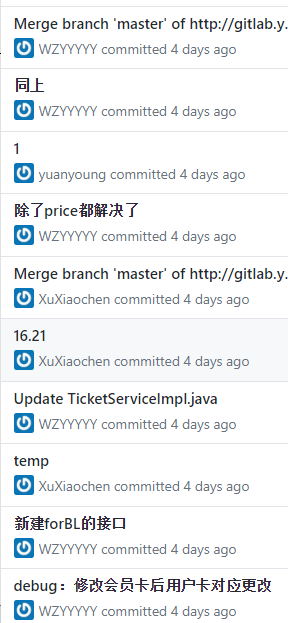 Merge branch 'master' of http://gitlab.y.
WZYYYYY committed 4 days ago
同上
WZYYYYY committed 4 days ago
1
yuanyoung committed 4 days ago
除了price都解决了
WZYYYYY committed 4 days ago
Merge branch 'master' of http://gitlab.y.
XuXiaochen committed 4 days ago
16.21
XuXiaochen committed 4 days ago
Update TicketServiceImpl.java
WZYYYYY committed 4 days ago
temp
XuXiaochen committed 4 days ago
新建forBL的接口
WZYYYYY committed 4 days ago
debug：修改会员卡后用户卡对应更改
WZYYYYY committed 4 days ago